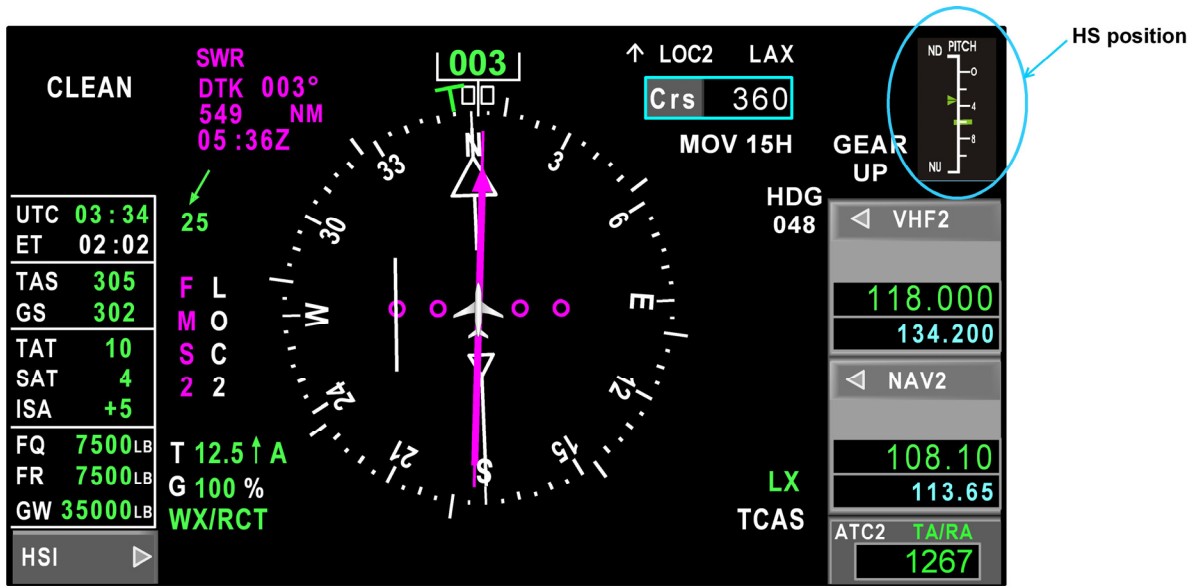 HS position
CLEAN
SWR
DTK 003°
549 NM
05:36Z
003
↑ LOC2 LAX
Crs 360
MOV 15H
ND PITCH
0
4
8
NU
GEAR
UP
HDG
048
UTC 03:34
ET 02:02
TAS 305
GS 302
TAT 10
SAT 4
ISA +5
FQ 7500LB
FR 7500LB
GW 35000LB
HSI
25
FMS2
LOC2
N
3
6
E
12
15
S
21
24
W
30
33
T 12.5↑A
G 100 %
WX/RCT
LX
TCAS
VHF2
118.000
134.200
NAV2
108.10
113.65
ATC2 TA/RA
1267